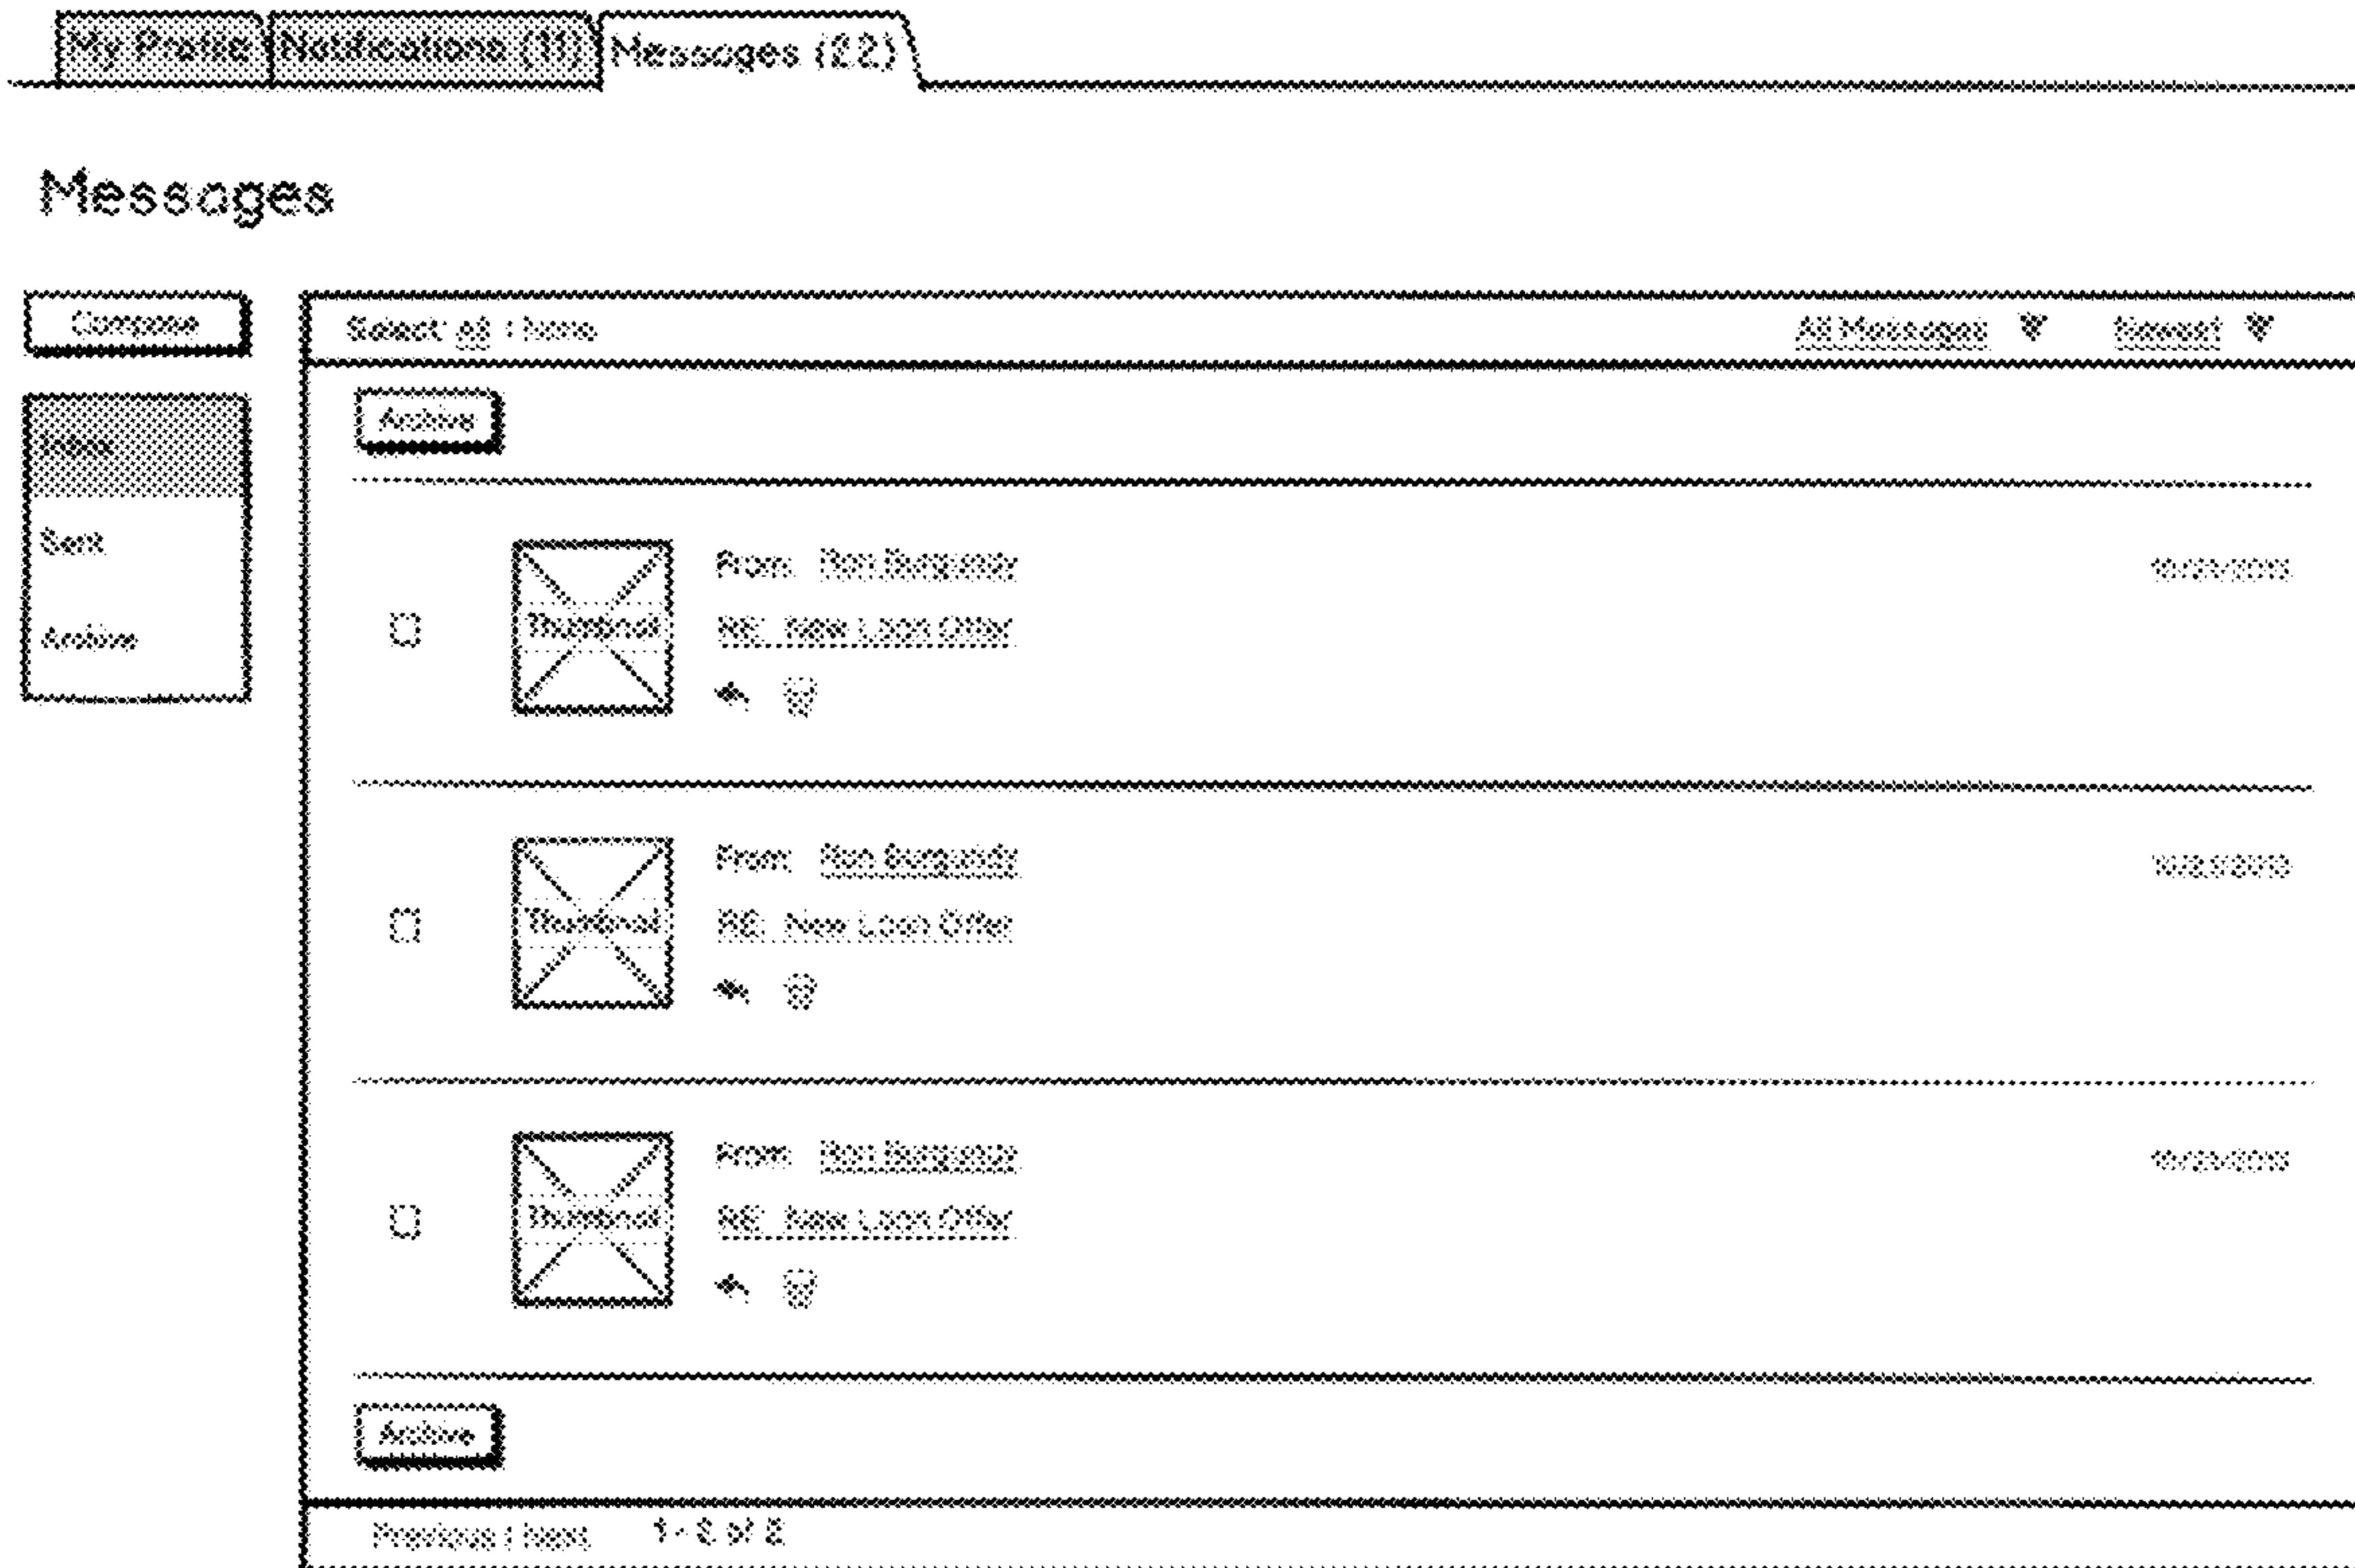 My Profile Notifications (11) Messages (22)
Messages
Compose
Select All : None All Messages Newest
Archive
Inbox
Sent
Archive
From: Ron Burgundy
Thumbnail RE: New Loan Offer
From: Ron Burgundy
Thumbnail RE: New Loan Offer
From: Ron Burgundy
Thumbnail RE: New Loan Offer
Archive
Previous | Next